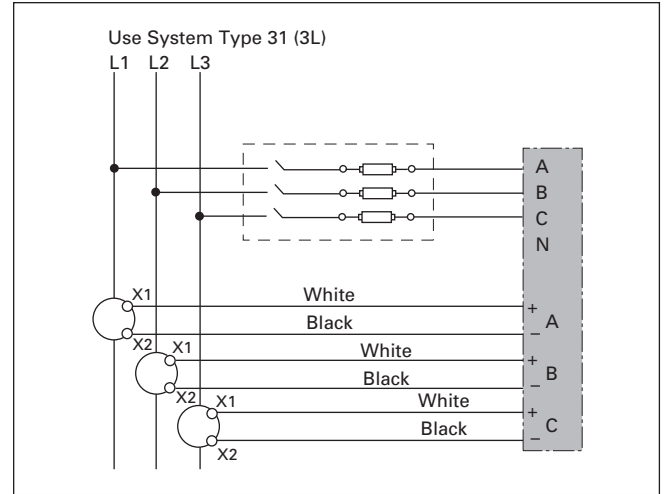 Use System Type 31 (3L)
L1 L2 L3
A
B
C
N
X1 White +
Black A
X2 −
X1 White +
Black B
X2 −
X1 White +
Black C
X2 −